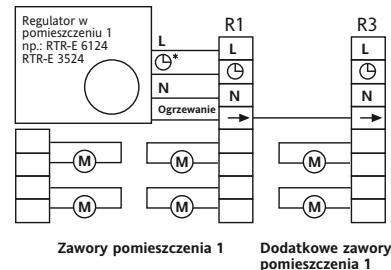 Regulator w
pomieszczeniu 1
np.: RTR-E 6124
RTR-E 3524
L
*
N
Ogrzewanie
R1
L
N
R3
L
N
M
M
M
M
M
M
Zawory pomieszczenia 1
Dodatkowe zawory
pomieszczenia 1